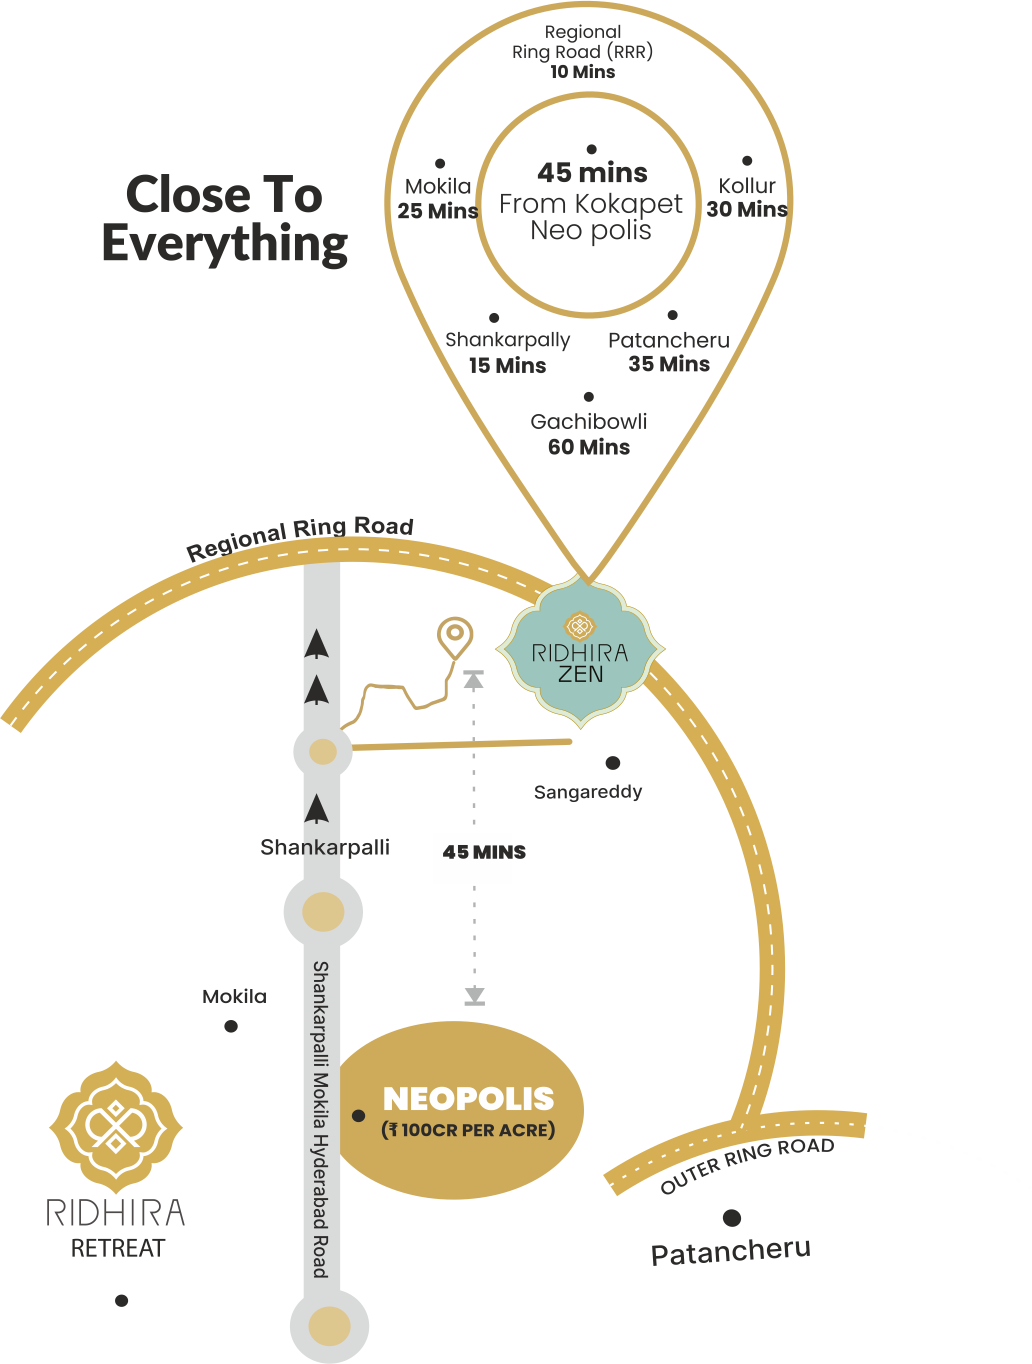 Regional
Ring Road (RRR)
10 Mins
Close To
Everything
Mokila
25 Mins
45 mins
From Kokapet
Neo polis
Kollur
30 Mins
Shankarpally
15 Mins
Patancheru
35 Mins
Gachibowli
60 Mins
Regional Ring Road
RIDHIRA
ZEN
Sangareddy
Shankarpalli
45 MINS
Mokila
Shankarpalli Mokila Hyderabad Road
NEOPOLIS
(₹ 100CR PER ACRE)
OUTER RING ROAD
RIDHIRA
RETREAT
Patancheru